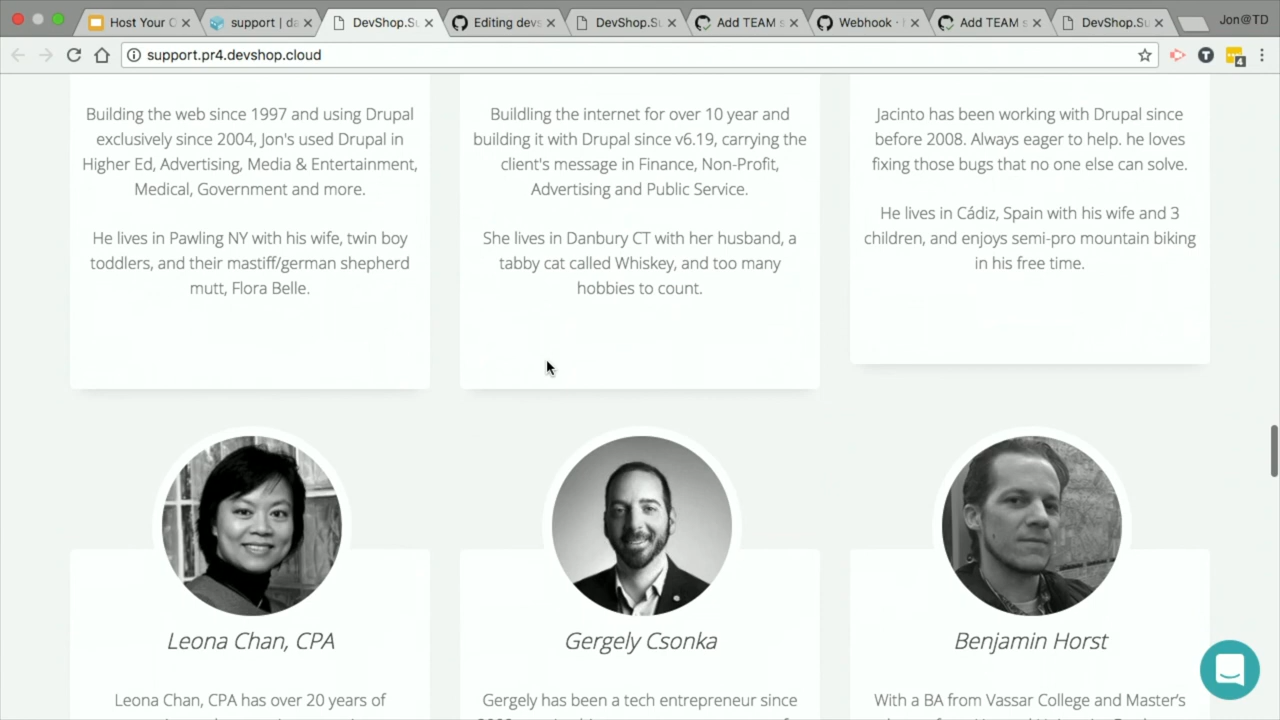 Host Your O
support | da
DevShop.Su
Editing devs
DevShop.Su
Add TEAM s
Webhook ·
Add TEAM s
DevShop.Su
Jon@TD
support.pr4.devshop.cloud
T
4
Building the web since 1997 and using Drupal
exclusively since 2004, Jon's used Drupal in
Higher Ed, Advertising, Media & Entertainment,
Medical, Government and more.
He lives in Pawling NY with his wife, twin boy
toddlers, and their mastiff/german shepherd
mutt, Flora Belle.
Buildling the internet for over 10 year and
building it with Drupal since v6.19, carrying the
client's message in Finance, Non-Profit,
Advertising and Public Service.
She lives in Danbury CT with her husband, a
tabby cat called Whiskey, and too many
hobbies to count.
Jacinto has been working with Drupal since
before 2008. Always eager to help. he loves
fixing those bugs that no one else can solve.
He lives in Cádiz, Spain with his wife and 3
children, and enjoys semi-pro mountain biking
in his free time.
Leona Chan, CPA
Leona Chan, CPA has over 20 years of
Gergely Csonka
Gergely has been a tech entrepreneur since
Benjamin Horst
With a BA from Vassar College and Master's